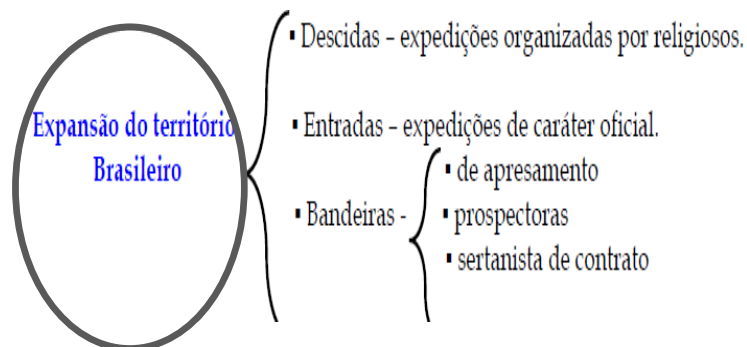 Expansão do território
Brasileiro
▪ Descidas – expedições organizadas por religiosos.
▪ Entradas – expedições de caráter oficial.
▪ Bandeiras -
▪ de apresamento
▪ prospectoras
▪ sertanista de contrato